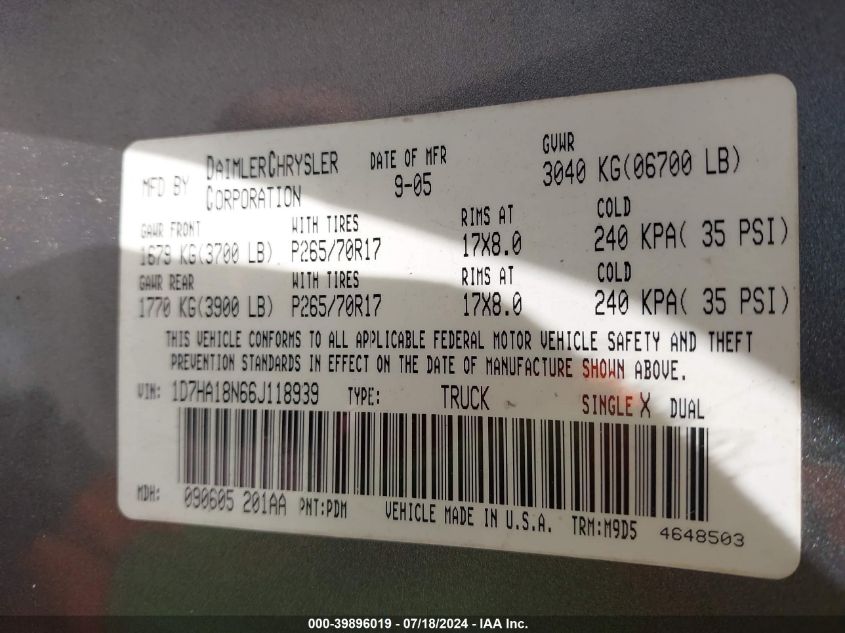 MFD BY DAIMLERCHRYSLER CORPORATION DATE OF MFR 9-05 GVWR 3040 KG(06700 LB)
GAWR FRONT WITH TIRES RIMS AT COLD
1679 KG(3700 LB) P265/70R17 17X8.0 240 KPA( 35 PSI)
GAWR REAR WITH TIRES RIMS AT COLD
1770 KG(3900 LB) P265/70R17 17X8.0 240 KPA( 35 PSI)
THIS VEHICLE CONFORMS TO ALL APPLICABLE FEDERAL MOTOR VEHICLE SAFETY AND THEFT
PREVENTION STANDARDS IN EFFECT ON THE DATE OF MANUFACTURE SHOWN ABOVE.
VIN: 1D7HA18N66J118939 TYPE: TRUCK SINGLE X DUAL
MDH: 090605 201AA PNT:PDM VEHICLE MADE IN U.S.A. TRM:M9D5 4648503
000-39896019 - 07/18/2024 - IAA Inc.